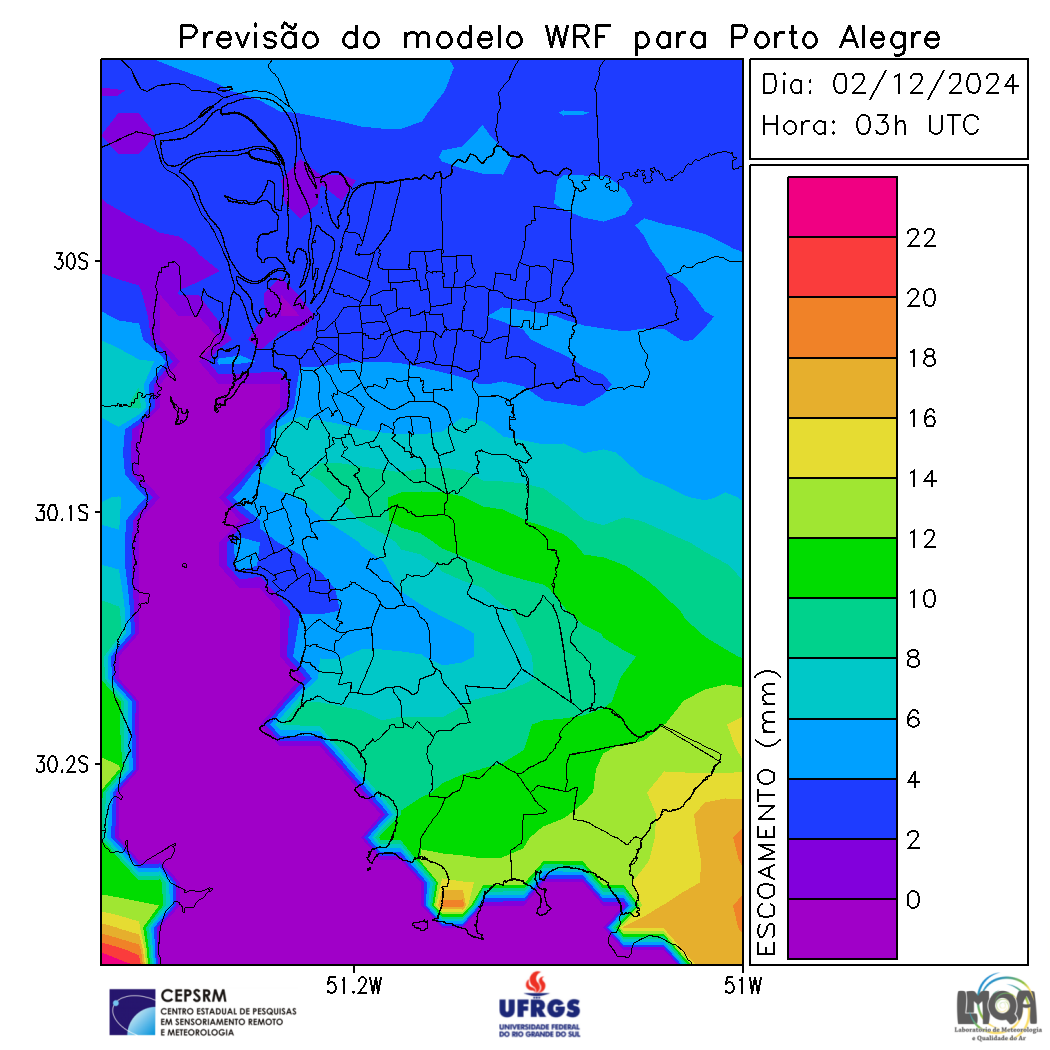 Previsão do modelo WRF para Porto Alegre
Dia: 02/12/2024
Hora: 03h UTC
22
20
18
16
14
12
10
8
6
4
2
0
ESCOAMENTO (mm)
30S
30.1S
30.2S
51.2W
51W
CEPSRM
CENTRO ESTADUAL DE PESQUISAS
EM SENSORIAMENTO REMOTO
E METEOROLOGIA
UFRGS
UNIVERSIDADE FEDERAL
DO RIO GRANDE DO SUL
LMQA
Laboratório de Meteorologia
e Qualidade do Ar